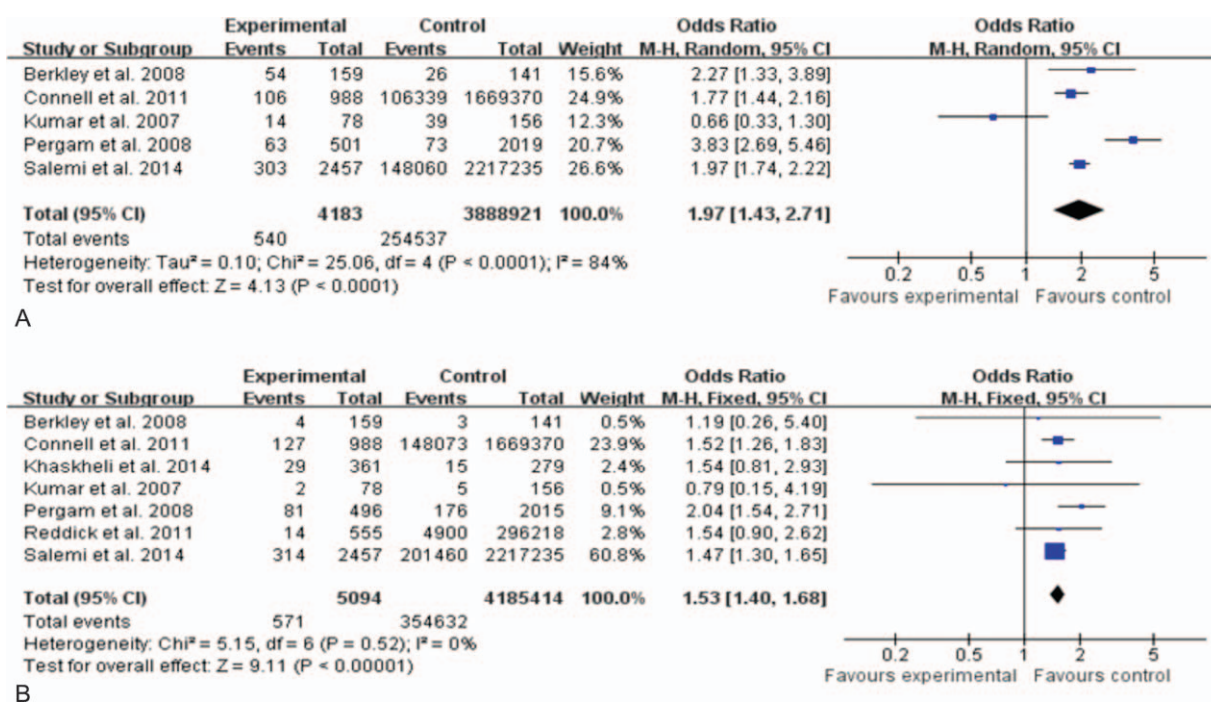 Experimental Control Odds Ratio Odds Ratio
Study or Subgroup Events Total Events Total Weight M-H, Random, 95% CI M-H, Random, 95% CI
Berkley et al. 2008 54 159 26 141 15.6% 2.27 [1.33, 3.89]
Connell et al. 2011 106 988 106339 1669370 24.9% 1.77 [1.44, 2.16]
Kumar et al. 2007 14 78 39 156 12.3% 0.66 [0.33, 1.30]
Pergam et al. 2008 63 501 73 2019 20.7% 3.83 [2.69, 5.46]
Salemi et al. 2014 303 2457 148060 2217235 26.6% 1.97 [1.74, 2.22]
Total (95% CI) 4183 3888921 100.0% 1.97 [1.43, 2.71]
Total events 540 254537
Heterogeneity: Tau² = 0.10; Chi² = 25.06, df = 4 (P < 0.0001); I² = 84%
Test for overall effect: Z = 4.13 (P < 0.0001)
0.2 0.5 1 2 5
Favours experimental Favours control
A
Experimental Control Odds Ratio Odds Ratio
Study or Subgroup Events Total Events Total Weight M-H, Fixed, 95% CI M-H, Fixed, 95% CI
Berkley et al. 2008 4 159 3 141 0.5% 1.19 [0.26, 5.40]
Connell et al. 2011 127 988 148073 1669370 23.9% 1.52 [1.26, 1.83]
Khaskheli et al. 2014 29 361 15 279 2.4% 1.54 [0.81, 2.93]
Kumar et al. 2007 2 78 5 156 0.5% 0.79 [0.15, 4.19]
Pergam et al. 2008 81 496 176 2015 9.1% 2.04 [1.54, 2.71]
Reddick et al. 2011 14 555 4900 296218 2.8% 1.54 [0.90, 2.62]
Salemi et al. 2014 314 2457 201460 2217235 60.8% 1.47 [1.30, 1.65]
Total (95% CI) 5094 4185414 100.0% 1.53 [1.40, 1.68]
Total events 571 354632
Heterogeneity: Chi² = 5.15, df = 6 (P = 0.52); I² = 0%
Test for overall effect: Z = 9.11 (P < 0.00001)
0.2 0.5 1 2 5
Favours experimental Favours control
B